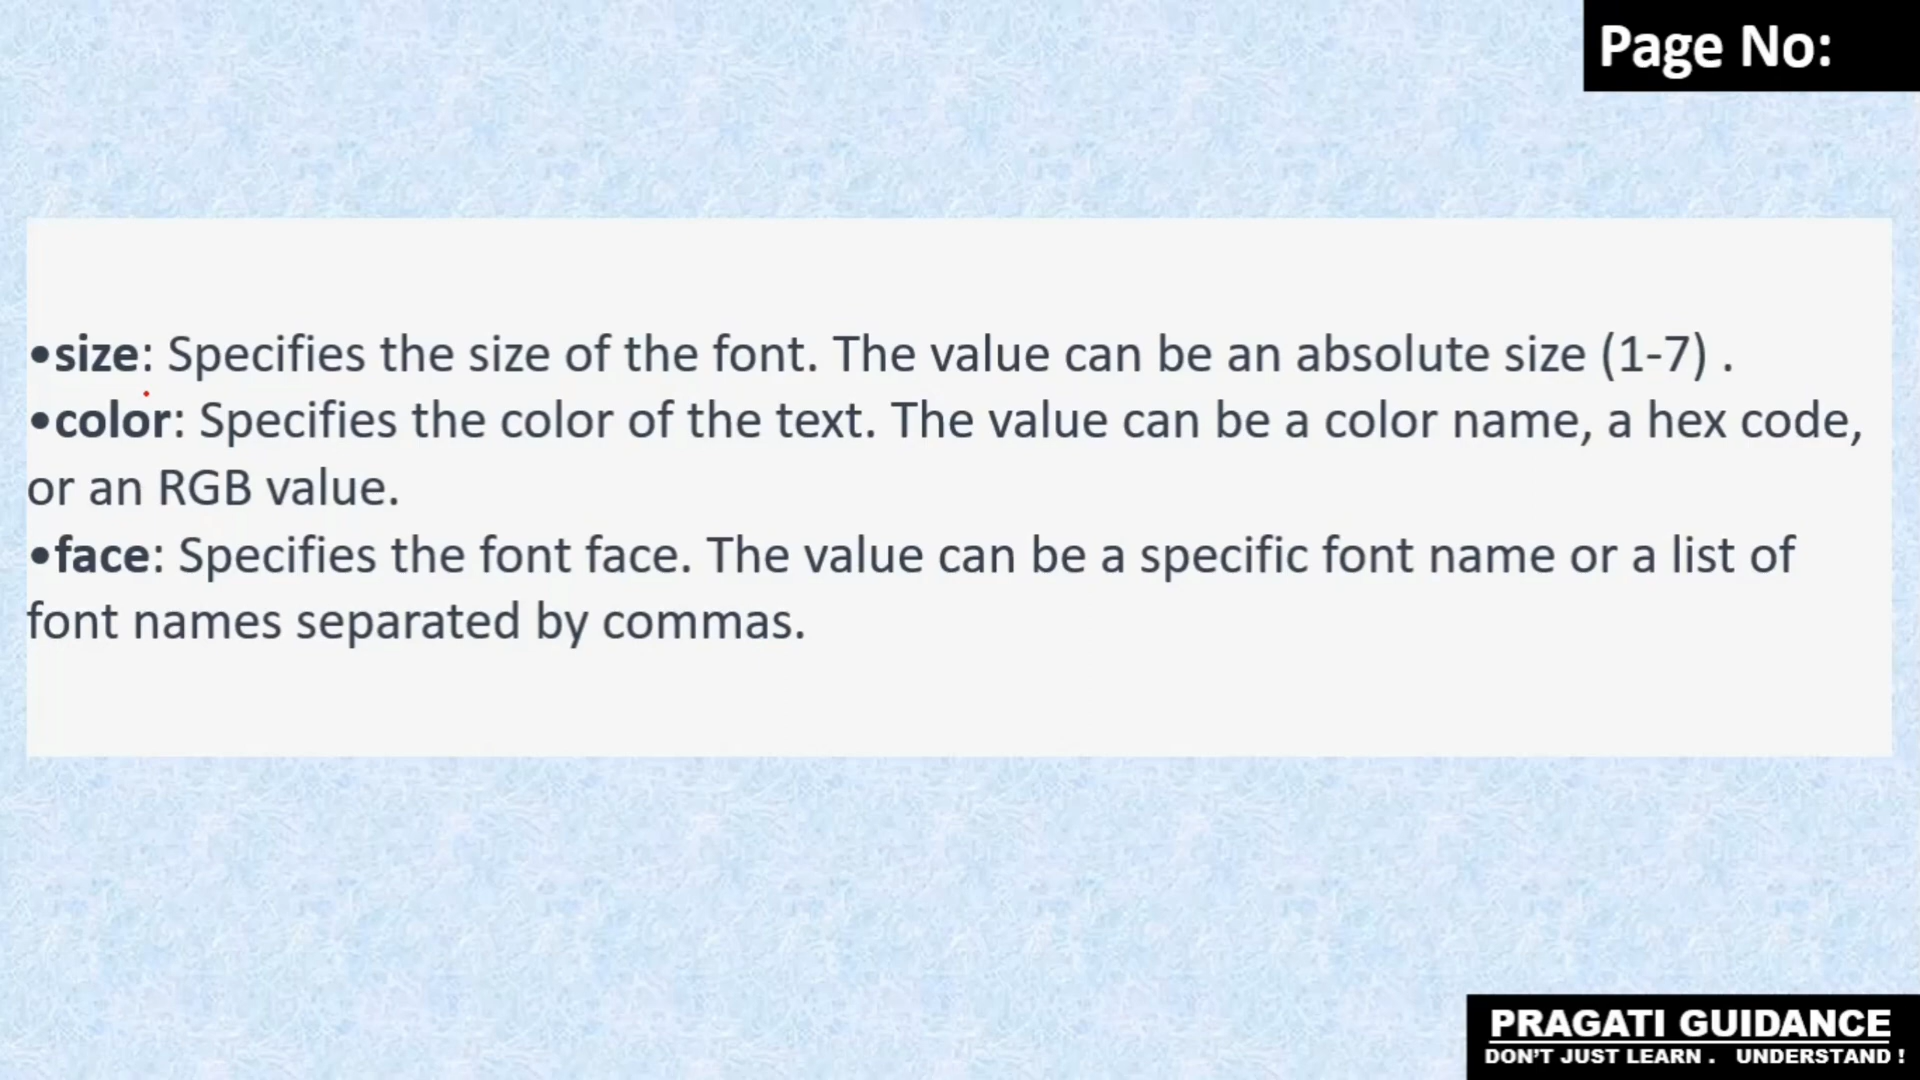 Page No:
•size: Specifies the size of the font. The value can be an absolute size (1-7) .
•color: Specifies the color of the text. The value can be a color name, a hex code,
or an RGB value.
•face: Specifies the font face. The value can be a specific font name or a list of
font names separated by commas.
PRAGATI GUIDANCE
DON'T JUST LEARN . UNDERSTAND !